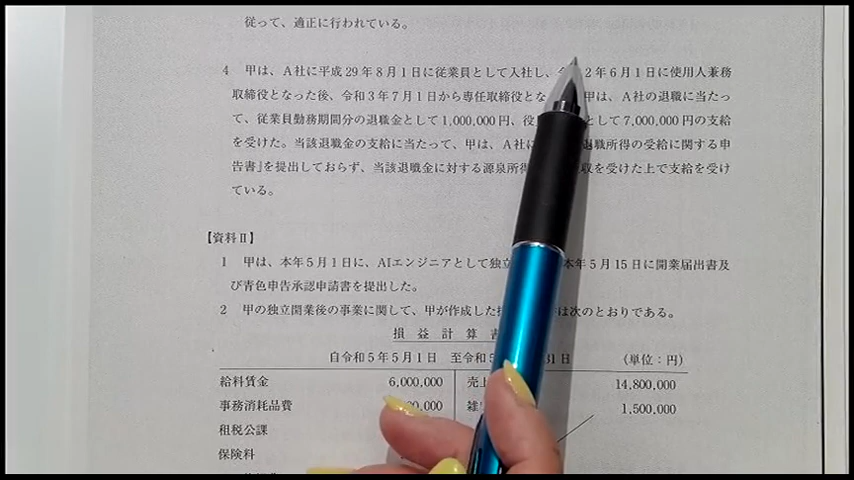 従って、適正に行われている。
4 甲は、A社に平成29年8月1日に従業員として入社し、 2年6月1日に使用人兼務
取締役となった後、令和3年7月1日から専任取締役とな 甲は、A社の退職に当たっ
て、従業員勤務期間分の退職金として1,000,000円、役 として7,000,000円の支給
を受けた。当該退職金の支給に当たって、甲は、A社に 退職所得の受給に関する申
告書」を提出しておらず、当該退職金に対する源泉所得 収を受けた上で支給を受け
ている。
【資料Ⅱ】
1 甲は、本年5月1日に、AIエンジニアとして独立 本年5月15日に開業届出書及
び青色申告承認申請書を提出した。
2 甲の独立開業後の事業に関して、甲が作成した は次のとおりである。
損益計算書
自令和5年5月1日 至令和5 31日 (単位:円)
給料賃金 6,000,000 売上 14,800,000
事務消耗品費 000 雑 1,500,000
租税公課
保険料